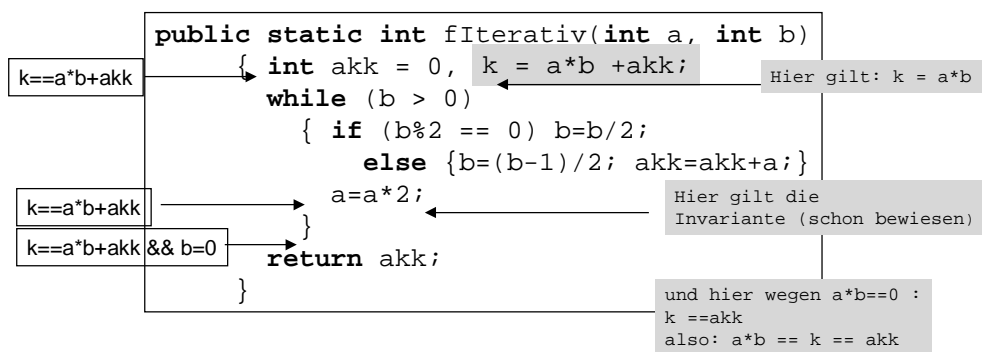 public static int fIterativ(int a, int b)
k==a*b+akk
{ int akk = 0, k = a*b +akk;
Hier gilt: k = a*b
while (b > 0)
{ if (b%2 == 0) b=b/2;
else {b=(b-1)/2; akk=akk+a;}
k==a*b+akk
a=a*2;
Hier gilt die
Invariante (schon bewiesen)
}
k==a*b+akk && b=0
return akk;
}
und hier wegen a*b==0 :
k ==akk
also: a*b == k == akk